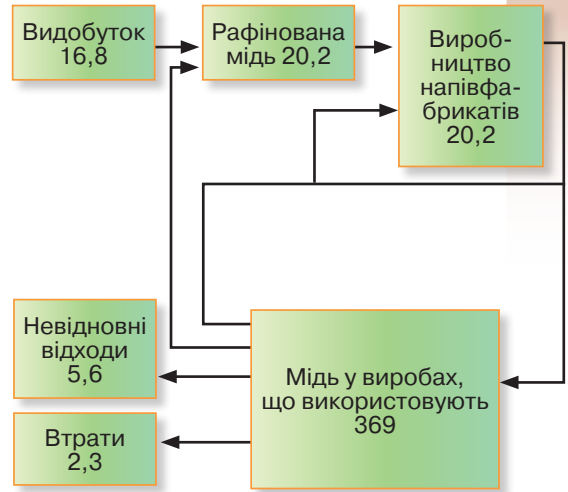 Видобуток
16,8
Рафінована
мідь 20,2
Вироб-
ництво
напівфа-
брикатів
20,2
Невідновні
відходи
5,6
Втрати
2,3
Мідь у виробах,
що використовують
369